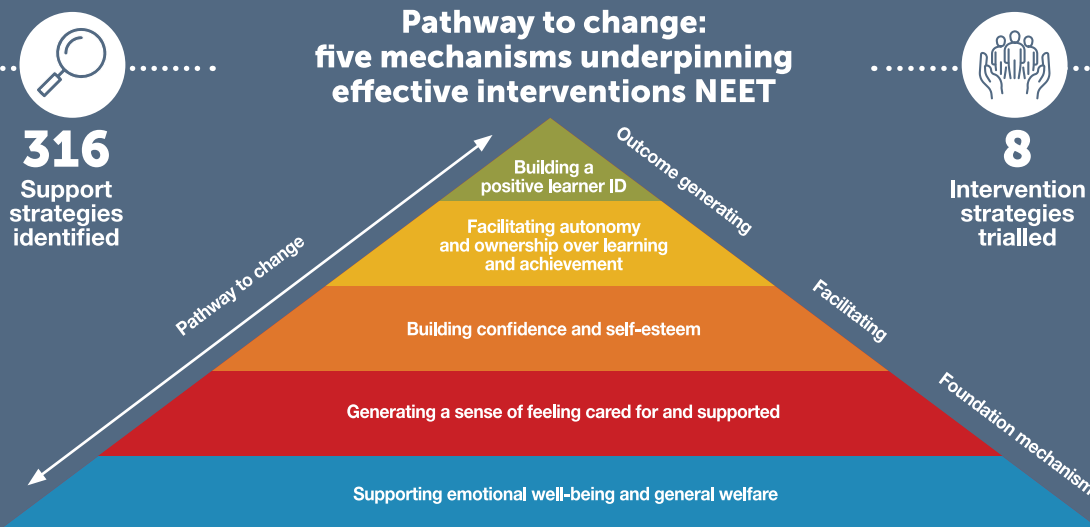 Pathway to change:
five mechanisms underpinning
effective interventions NEET
316
Support
strategies
identified
8
Intervention
strategies
trialled
Pathway to change
Outcome generating
Facilitating
Foundation mechanisms
Building a
positive learner ID
Facilitating autonomy
and ownership over learning
and achievement
Building confidence and self-esteem
Generating a sense of feeling cared for and supported
Supporting emotional well-being and general welfare